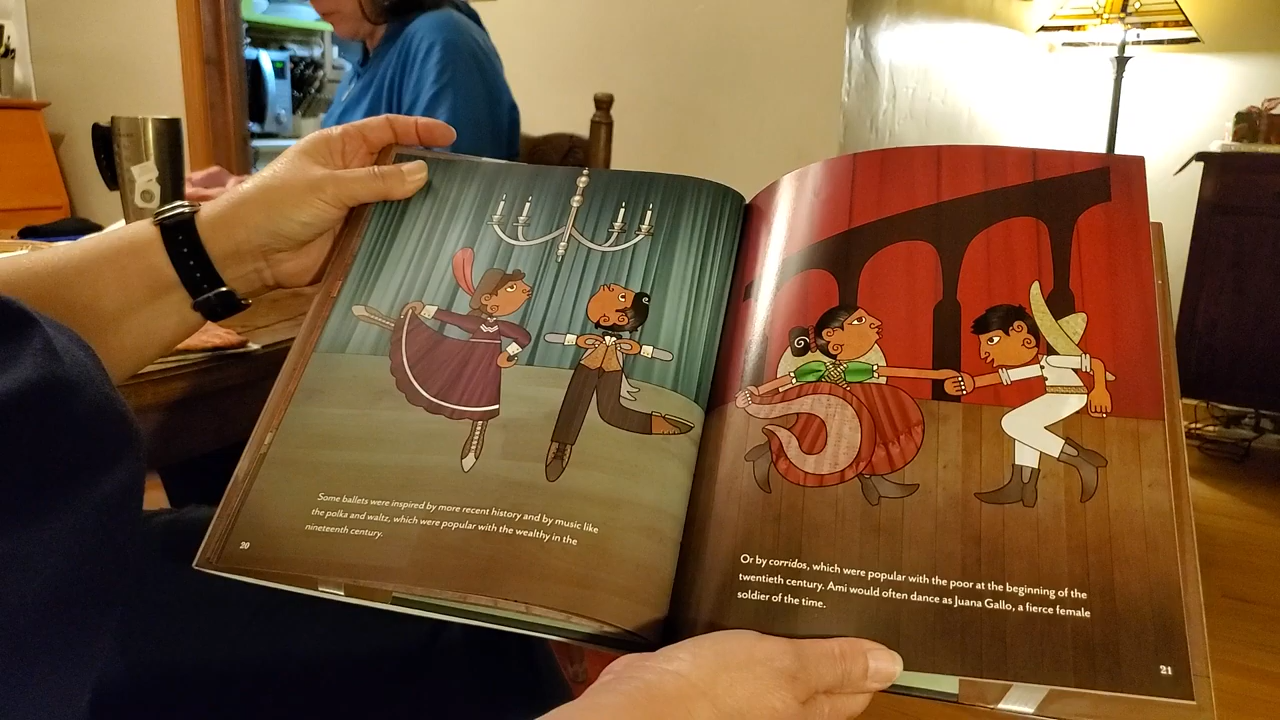 Some ballets were inspired by more recent history and by music like
the polka and waltz, which were popular with the wealthy in the
nineteenth century.
20
Or by corridos, which were popular with the poor at the beginning of the
twentieth century. Ami would often dance as Juana Gallo, a fierce female
soldier of the time.
21